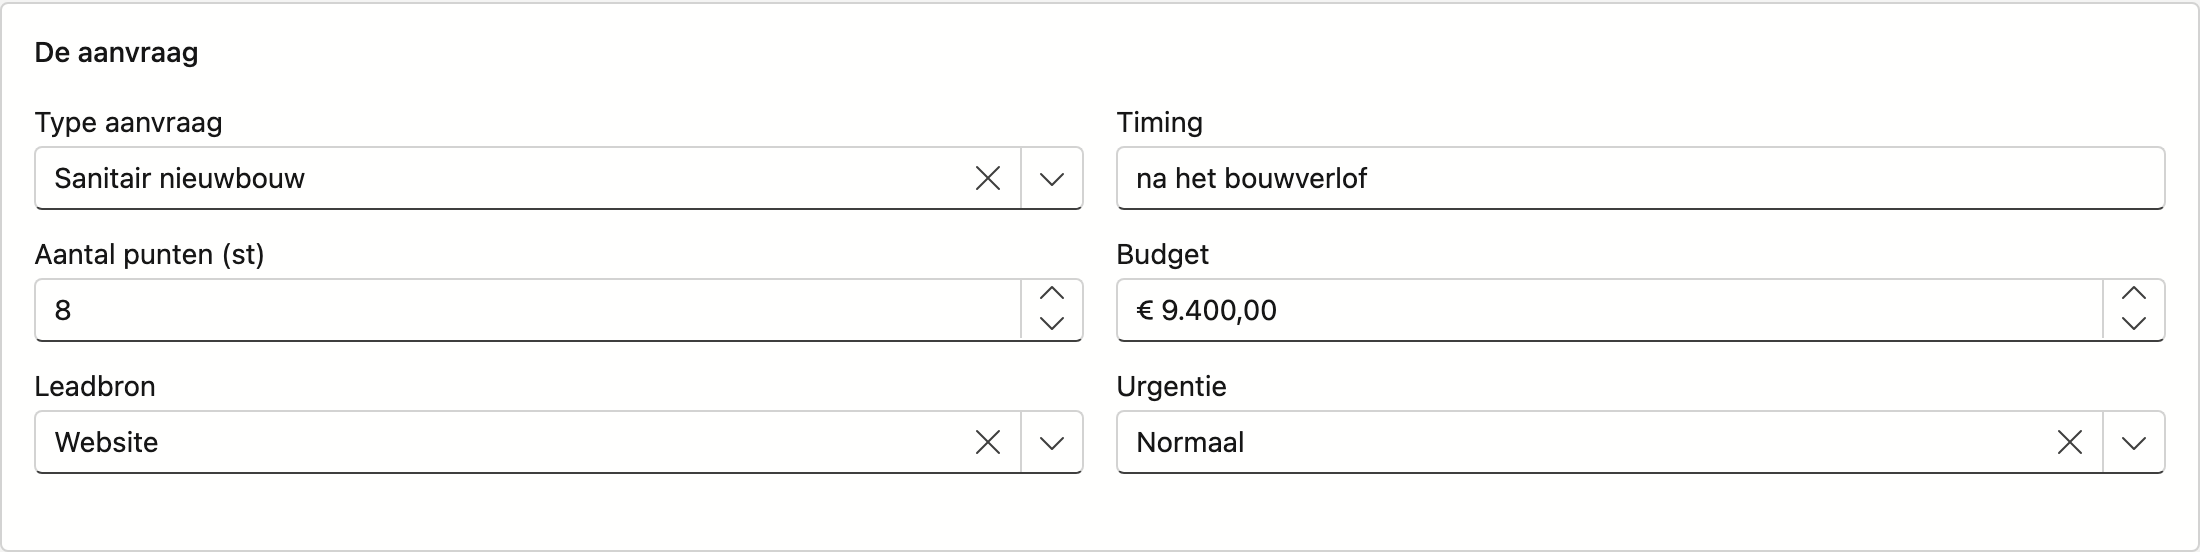 De aanvraag
Type aanvraag
Sanitair nieuwbouw
Timing
na het bouwverlof
Aantal punten (st)
8
Budget
€ 9.400,00
Leadbron
Website
Urgentie
Normaal